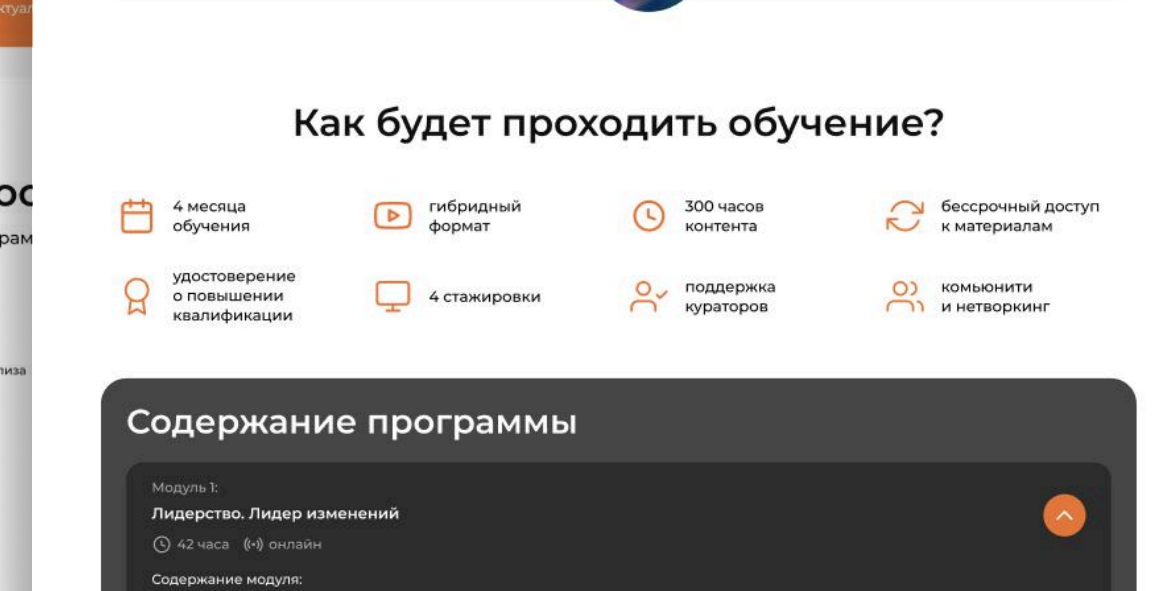 Как будет проходить обучение?
4 месяца
обучения
гибридный
формат
300 часов
контента
бессрочный доступ
к материалам
удостоверение
о повышении
квалификации
4 стажировки
поддержка
кураторов
комьюнити
и нетворкинг
Содержание программы
Модуль 1:
Лидерство. Лидер изменений
42 часа онлайн
Содержание модуля: